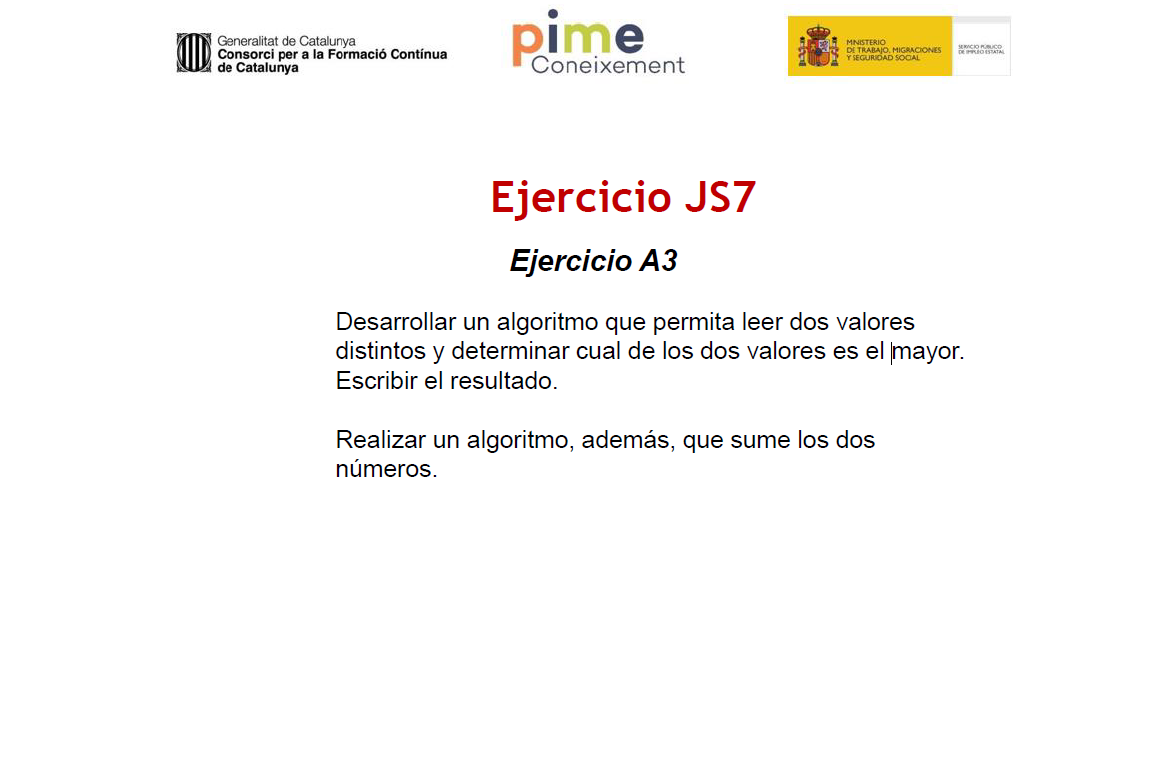 Generalitat de Catalunya
Consorci per a la Formació Contínua
de Catalunya
pime
Coneixement
MINISTERIO
DE TRABAJO, MIGRACIONES
Y SEGURIDAD SOCIAL
SERVICIO PÚBLICO
DE EMPLEO ESTATAL
Ejercicio JS7
Ejercicio A3
Desarrollar un algoritmo que permita leer dos valores
distintos y determinar cual de los dos valores es el mayor.
Escribir el resultado.
Realizar un algoritmo, además, que sume los dos
números.